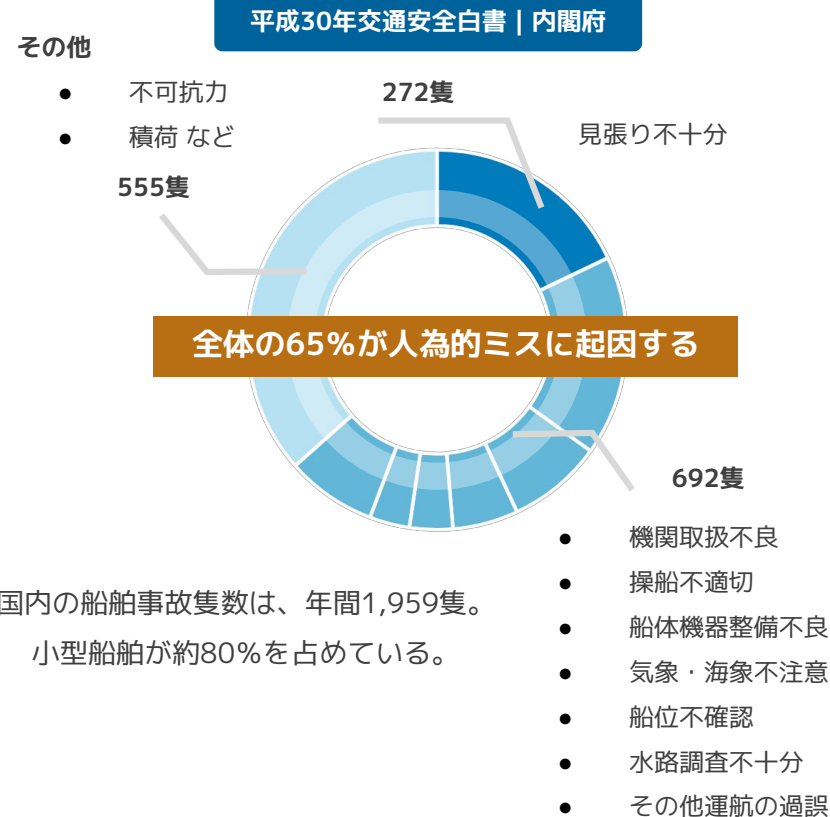 平成30年交通安全白書 | 内閣府
その他
● 不可抗力
● 積荷 など
555隻
272隻
見張り不十分
全体の65%が人為的ミスに起因する
692隻
● 機関取扱不良
● 操船不適切
● 船体機器整備不良
● 気象・海象不注意
● 船位不確認
● 水路調査不十分
● その他運航の過誤
国内の船舶事故隻数は、年間1,959隻。
小型船舶が約80%を占めている。